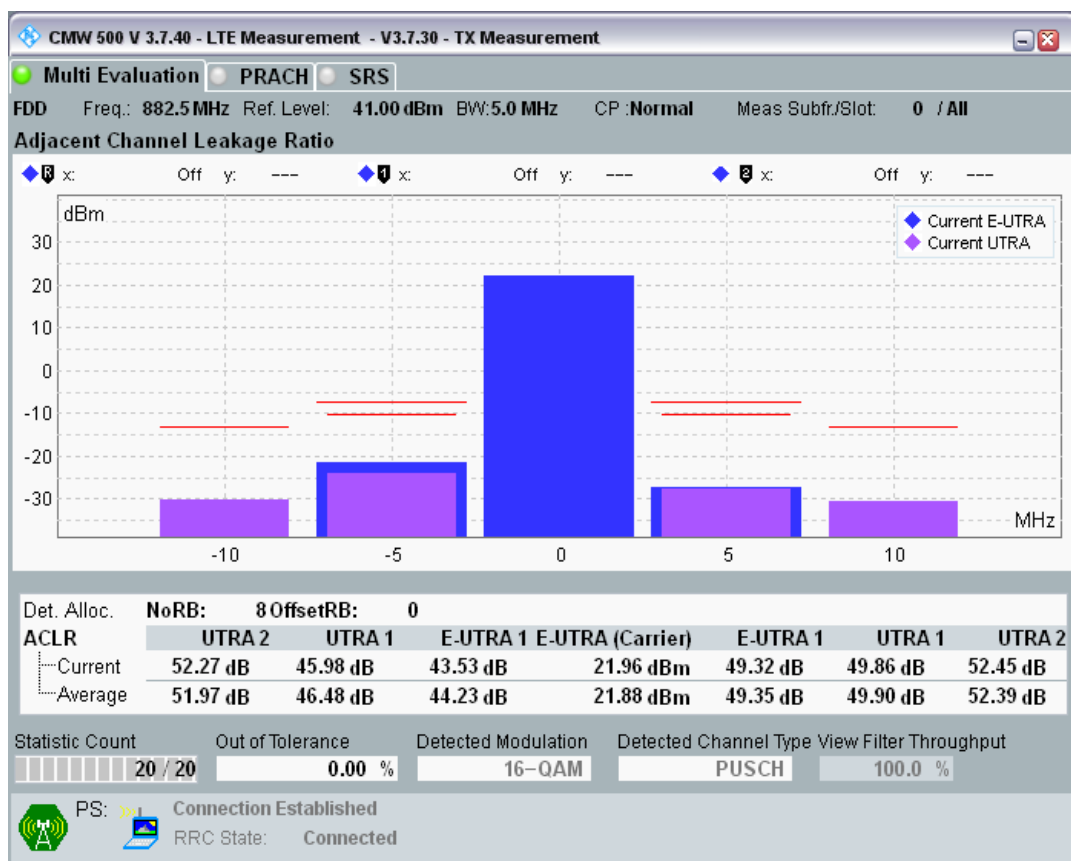 CMW 500 V 3.7.40 - LTE Measurement - V3.7.30 - TX Measurement
Multi Evaluation PRACH SRS
FDD Freq.: 882.5 MHz Ref. Level: 41.00 dBm BW:5.0 MHz CP :Normal Meas Subfr./Slot: 0 / All
Adjacent Channel Leakage Ratio
R x: Off y: --- 1 x: Off y: --- 2 x: Off y: ---
dBm
Current E-UTRA
Current UTRA
30
20
10
0
-10
-20
-30
MHz
-10 -5 0 5 10
Det. Alloc. NoRB: 8 OffsetRB: 0
ACLR UTRA 2 UTRA 1 E-UTRA 1 E-UTRA (Carrier) E-UTRA 1 UTRA 1 UTRA 2
Current 52.27 dB 45.98 dB 43.53 dB 21.96 dBm 49.32 dB 49.86 dB 52.45 dB
Average 51.97 dB 46.48 dB 44.23 dB 21.88 dBm 49.35 dB 49.90 dB 52.39 dB
Statistic Count Out of Tolerance Detected Modulation Detected Channel Type View Filter Throughput
20 / 20 0.00 % 16-QAM PUSCH 100.0 %
PS: Connection Established
RRC State: Connected